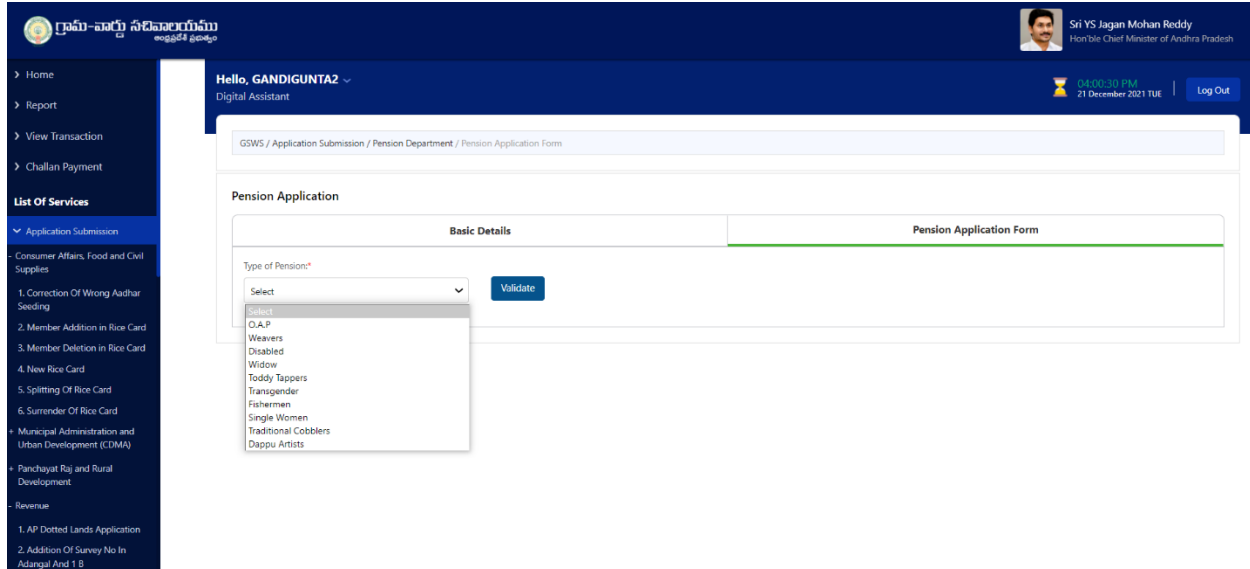 గ్రామ-వార్డు సచివాలయము
ఆంధ్రప్రదేశ్ ప్రభుత్వం
Sri YS Jagan Mohan Reddy
Hon'ble Chief Minister of Andhra Pradesh
Home
Report
View Transaction
Challan Payment
List Of Services
Application Submission
- Consumer Affairs, Food and Civil
Supplies
1. Correction Of Wrong Aadhar
Seeding
2. Member Addition in Rice Card
3. Member Deletion in Rice Card
4. New Rice Card
5. Splitting Of Rice Card
6. Surrender Of Rice Card
+ Municipal Administration and
Urban Development (CDMA)
+ Panchayat Raj and Rural
Development
- Revenue
1. AP Dotted Lands Application
2. Addition Of Survey No In
Adangal And 1 B
Hello, GANDIGUNTA2
Digital Assistant
04:00:30 PM
21 December 2021 TUE
Log Out
GSWS / Application Submission / Pension Department / Pension Application Form
Pension Application
Basic Details
Pension Application Form
Type of Pension:*
Select
Validate
Select
O.A.P
Weavers
Disabled
Widow
Toddy Tappers
Transgender
Fishermen
Single Women
Traditional Cobblers
Dappu Artists